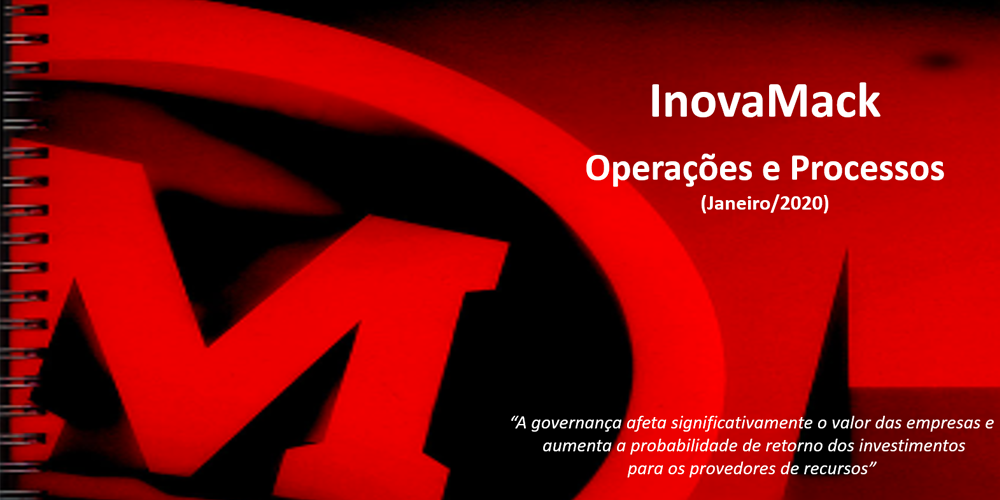 InovaMack
Operações e Processos
(Janeiro/2020)
“A governança afeta significativamente o valor das empresas e
aumenta a probabilidade de retorno dos investimentos
para os provedores de recursos”
M